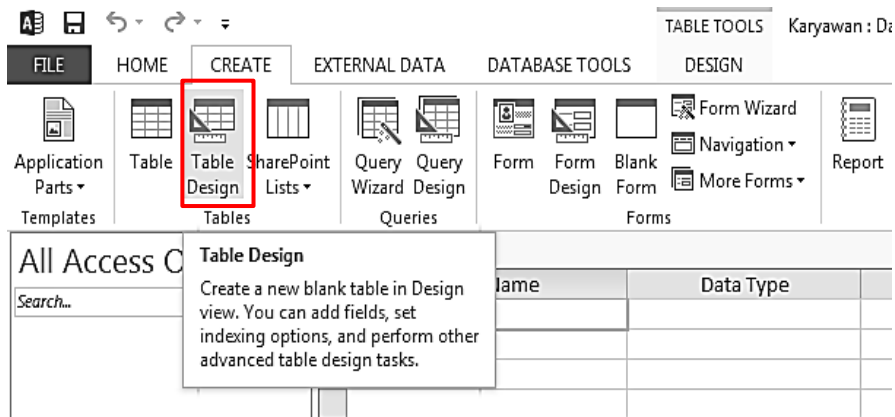 TABLE TOOLS Karyawan : Da
FILE HOME CREATE EXTERNAL DATA DATABASE TOOLS DESIGN
Application Parts
Table
Table Design
SharePoint Lists
Query Wizard
Query Design
Form
Form Design
Blank Form
Form Wizard
Navigation
More Forms
Report
Templates Tables Queries Forms
All Access O
Search...
Table Design
Create a new blank table in Design
view. You can add fields, set
indexing options, and perform other
advanced table design tasks.
Name Data Type